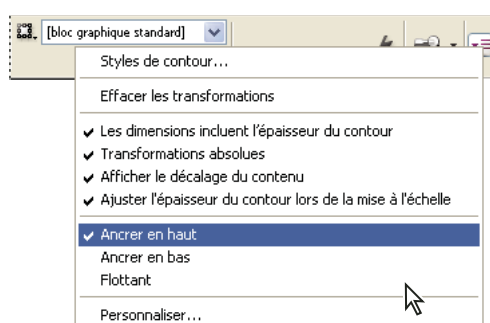 [bloc graphique standard]
Styles de contour...
Effacer les transformations
Les dimensions incluent l'épaisseur du contour
Transformations absolues
Afficher le décalage du contenu
Ajuster l'épaisseur du contour lors de la mise à l'échelle
Ancrer en haut
Ancrer en bas
Flottant
Personnaliser...